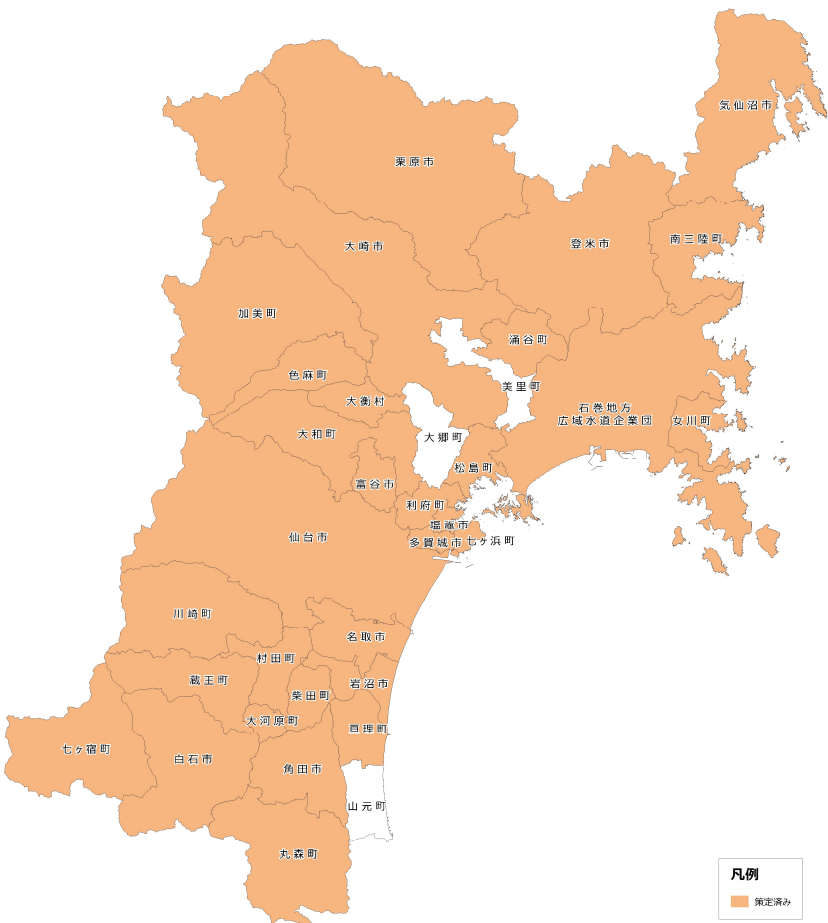 気仙沼市
栗原市
登米市
南三陸町
大崎市
加美町
涌谷町
色麻町
美里町
大衡村
石巻地方
広域水道企業団
女川町
大和町
大郷町
松島町
富谷市
利府町
塩竈市
仙台市
多賀城市
七ヶ浜町
川崎町
名取市
村田町
蔵王町
岩沼市
柴田町
大河原町
亘理町
七ヶ宿町
白石市
角田市
山元町
丸森町
凡例
策定済み